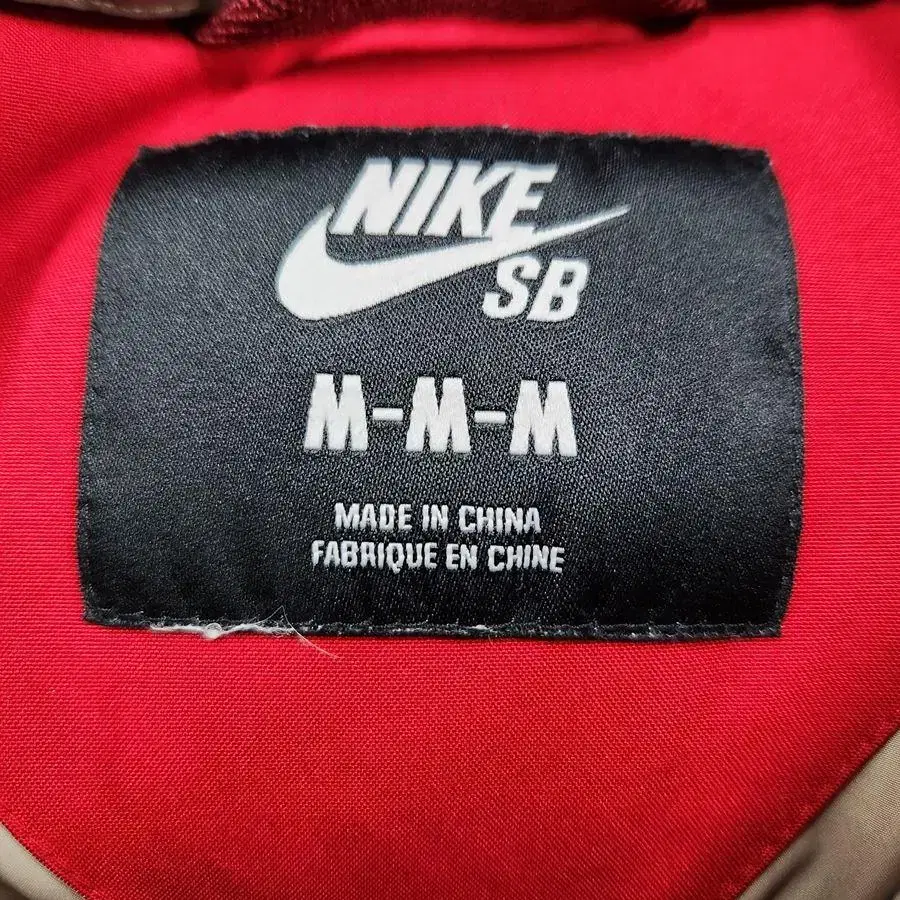 NIKE
SB
M-M-M
MADE IN CHINA
FABRIQUE EN CHINE